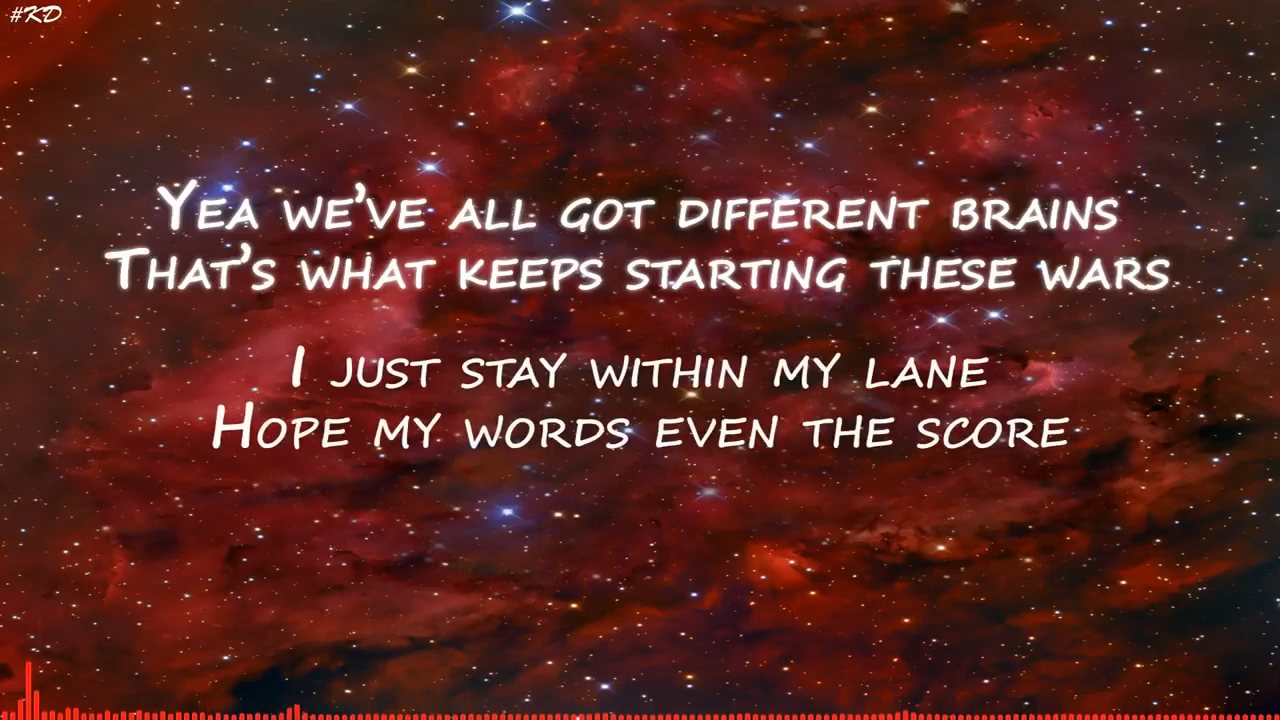 #KD
Yea we've all got different brains
That's what keeps starting these wars
I just stay within my lane
Hope my words even the score